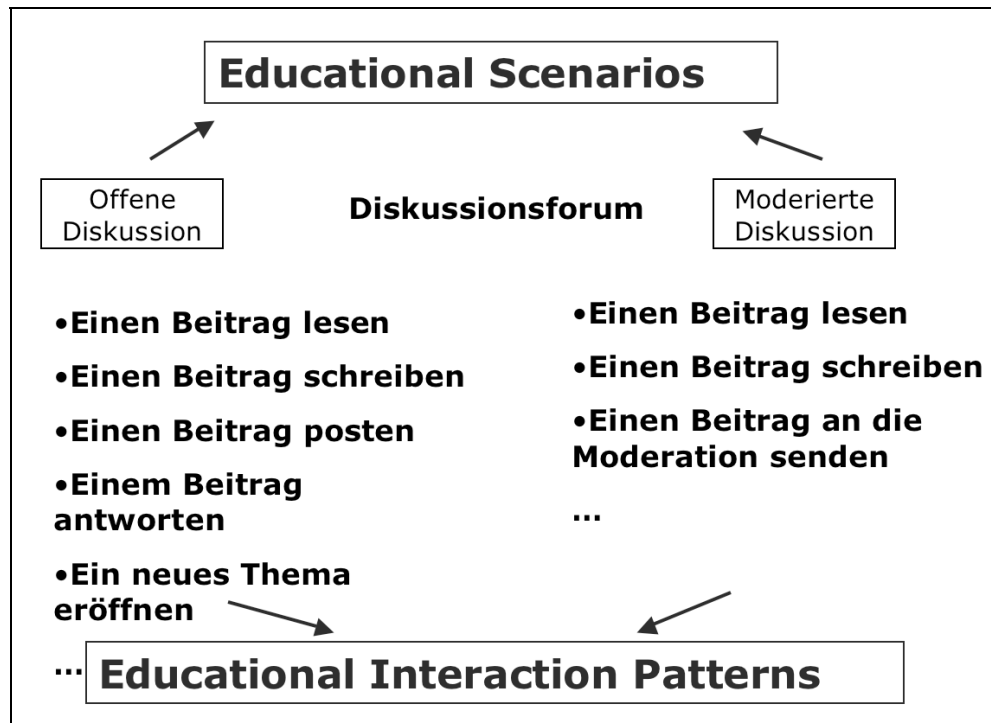 Educational Scenarios
Offene
Diskussion
Diskussionsforum
Moderierte
Diskussion
•Einen Beitrag lesen
•Einen Beitrag schreiben
•Einen Beitrag posten
•Einem Beitrag
antworten
•Ein neues Thema
eröffnen
...
•Einen Beitrag lesen
•Einen Beitrag schreiben
•Einen Beitrag an die
Moderation senden
...
Educational Interaction Patterns